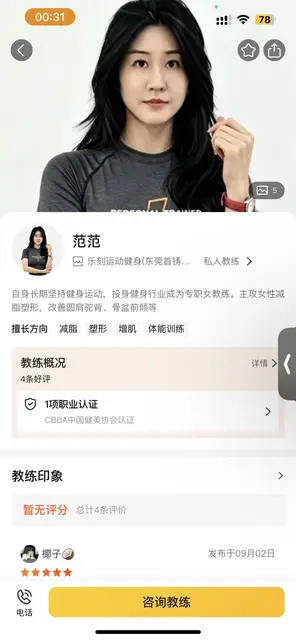 00:31
78
PERSONAL TRAINER
5
范范
乐刻运动健身(东莞首铸... 私人教练
自身长期坚持健身运动，投身健身行业成为专职女教练。主攻女性减
脂塑形，改善圆肩驼背、骨盆前倾等
擅长方向 减脂 塑形 增肌 体能训练
教练概况 详情
4条好评
1项职业认证
CBBA中国健美协会认证
教练印象
暂无评分 总计4条评价
椰子🥥 发布于09月02日
电话
咨询教练